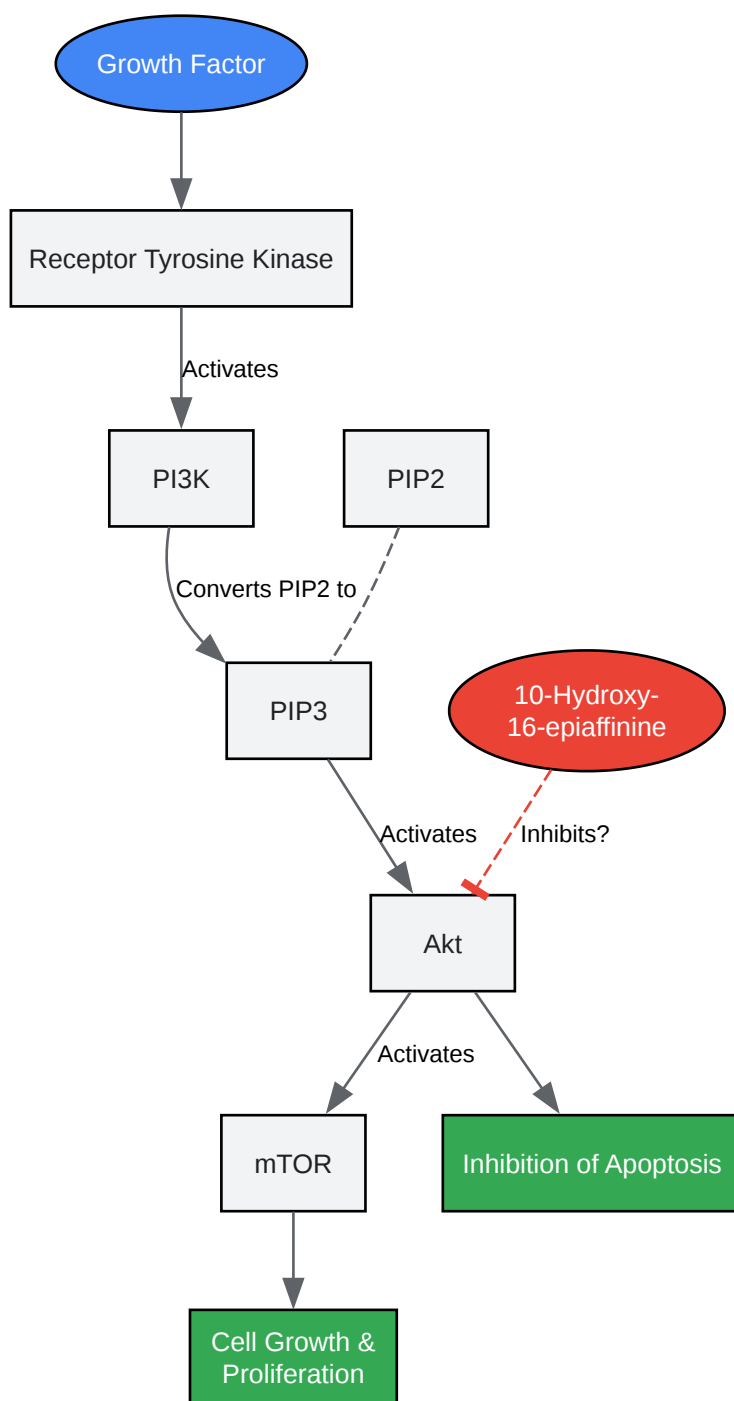 Growth Factor
Receptor Tyrosine Kinase
Activates
PI3K
PIP2
Converts PIP2 to
PIP3
10-Hydroxy-
16-epiaffinine
Activates
Inhibits?
Akt
Activates
mTOR
Inhibition of Apoptosis
Cell Growth &
Proliferation